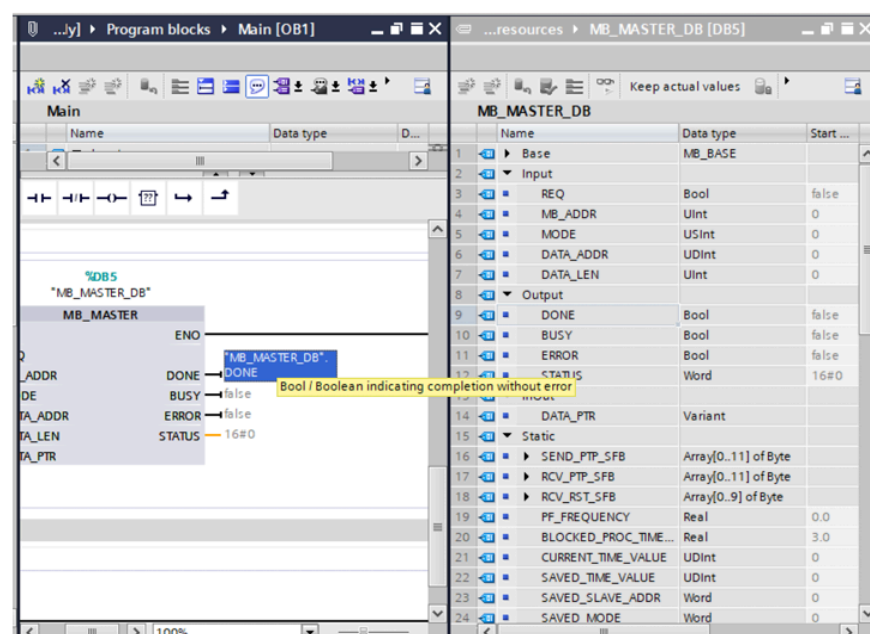 ...ly] ▸ Program blocks ▸ Main [OB1]
Main
Name Data type D...
%DB5
"MB_MASTER_DB"
MB_MASTER
ENO
_ADDR
DE
TA_ADDR
TA_LEN
TA_PTR
DONE
BUSY
ERROR
STATUS
"MB_MASTER_DB".
DONE
false
false
16#0
Bool / Boolean indicating completion without error
100%
...resources ▸ MB_MASTER_DB [DB5]
Keep actual values
MB_MASTER_DB
Name Data type Start ...
1 Base MB_BASE
2 Input
3 REQ Bool false
4 MB_ADDR UInt 0
5 MODE USInt 0
6 DATA_ADDR UDInt 0
7 DATA_LEN UInt 0
8 Output
9 DONE Bool false
10 BUSY Bool false
11 ERROR Bool false
12 STATUS Word 16#0
13 InOut
14 DATA_PTR Variant
15 Static
16 SEND_PTP_SFB Array[0..11] of Byte
17 RCV_PTP_SFB Array[0..11] of Byte
18 RCV_RST_SFB Array[0..9] of Byte
19 PF_FREQUENCY Real 0.0
20 BLOCKED_PROC_TIME... Real 3.0
21 CURRENT_TIME_VALUE UDInt 0
22 SAVED_TIME_VALUE UDInt 0
23 SAVED_SLAVE_ADDR Word 0
24 SAVED_MODE Word 0